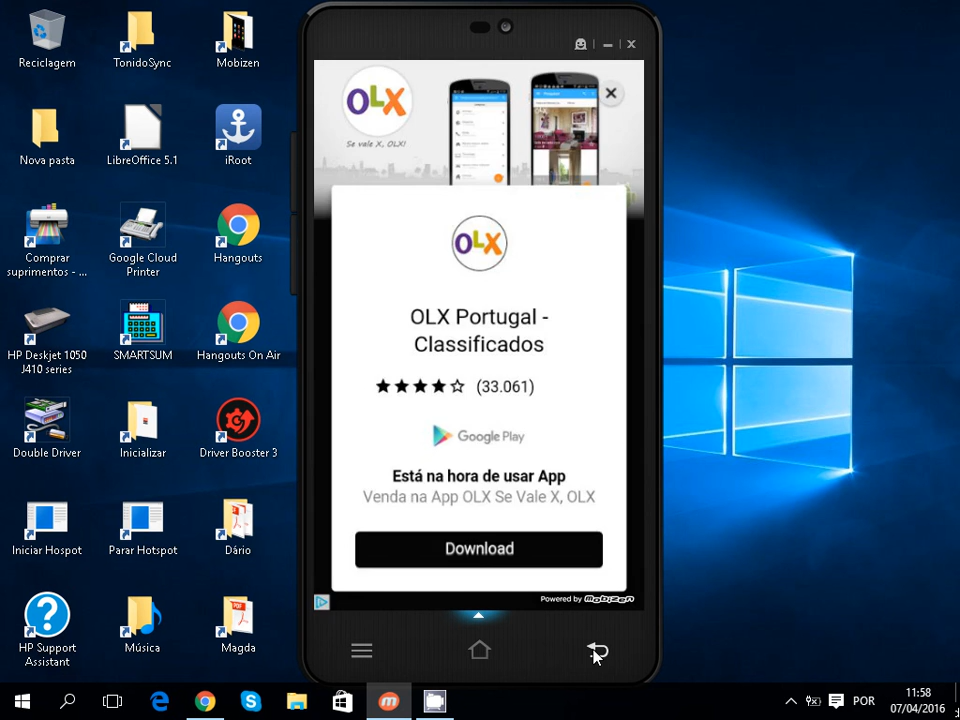 Reciclagem
TonidoSync
Mobizen
Nova pasta
LibreOffice 5.1
iRoot
Comprar
suprimentos - ...
Google Cloud
Printer
Hangouts
HP Deskjet 1050
J410 series
SMARTSUM
Hangouts On Air
Double Driver
Inicializar
Driver Booster 3
Iniciar Hospot
Parar Hotspot
Dário
HP Support
Assistant
Música
Magda
OLX
Se vale X, OLX!
OLX
OLX Portugal -
Classificados
(33.061)
Google Play
Está na hora de usar App
Venda na App OLX Se Vale X, OLX
Download
Powered by mobizen
POR
11:58
07/04/2016